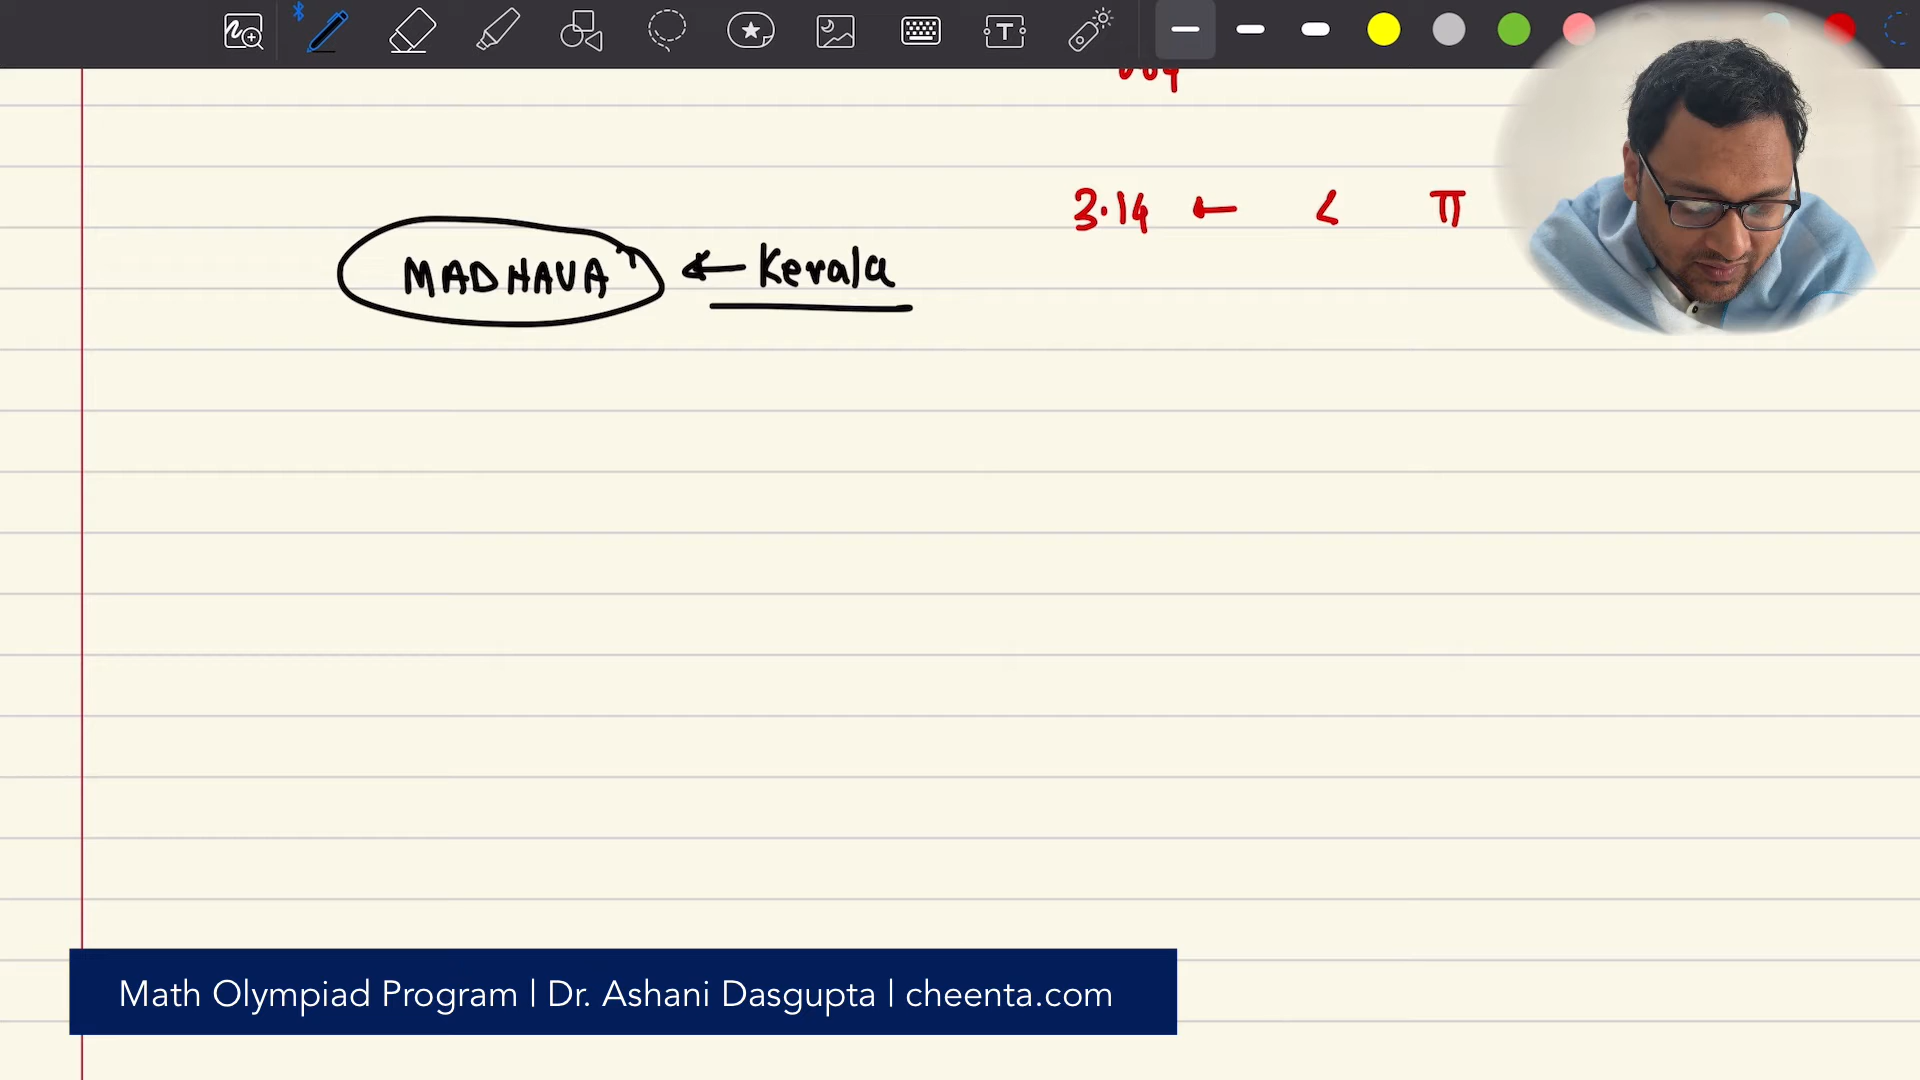 3.14 ← < π
MADHAVA ← Kerala
Math Olympiad Program | Dr. Ashani Dasgupta | cheenta.com